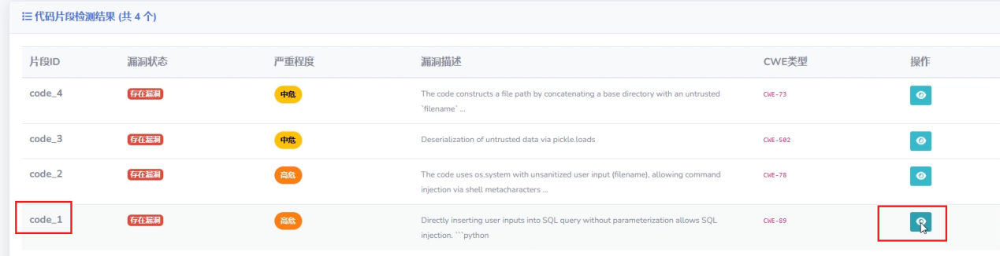 代码片段检测结果 (共 4 个)
片段ID 漏洞状态 严重程度 漏洞描述 CWE类型 操作
code_4 存在漏洞 中危 The code constructs a file path by concatenating a base directory with an untrusted CWE-73
`filename` ...
code_3 存在漏洞 中危 Deserialization of untrusted data via pickle.loads CWE-502
code_2 存在漏洞 高危 The code uses os.system with unsanitized user input (filename), allowing command CWE-78
injection via shell metacharacters ...
code_1 存在漏洞 高危 Directly inserting user inputs into SQL query without parameterization allows SQL CWE-89
injection. ```python